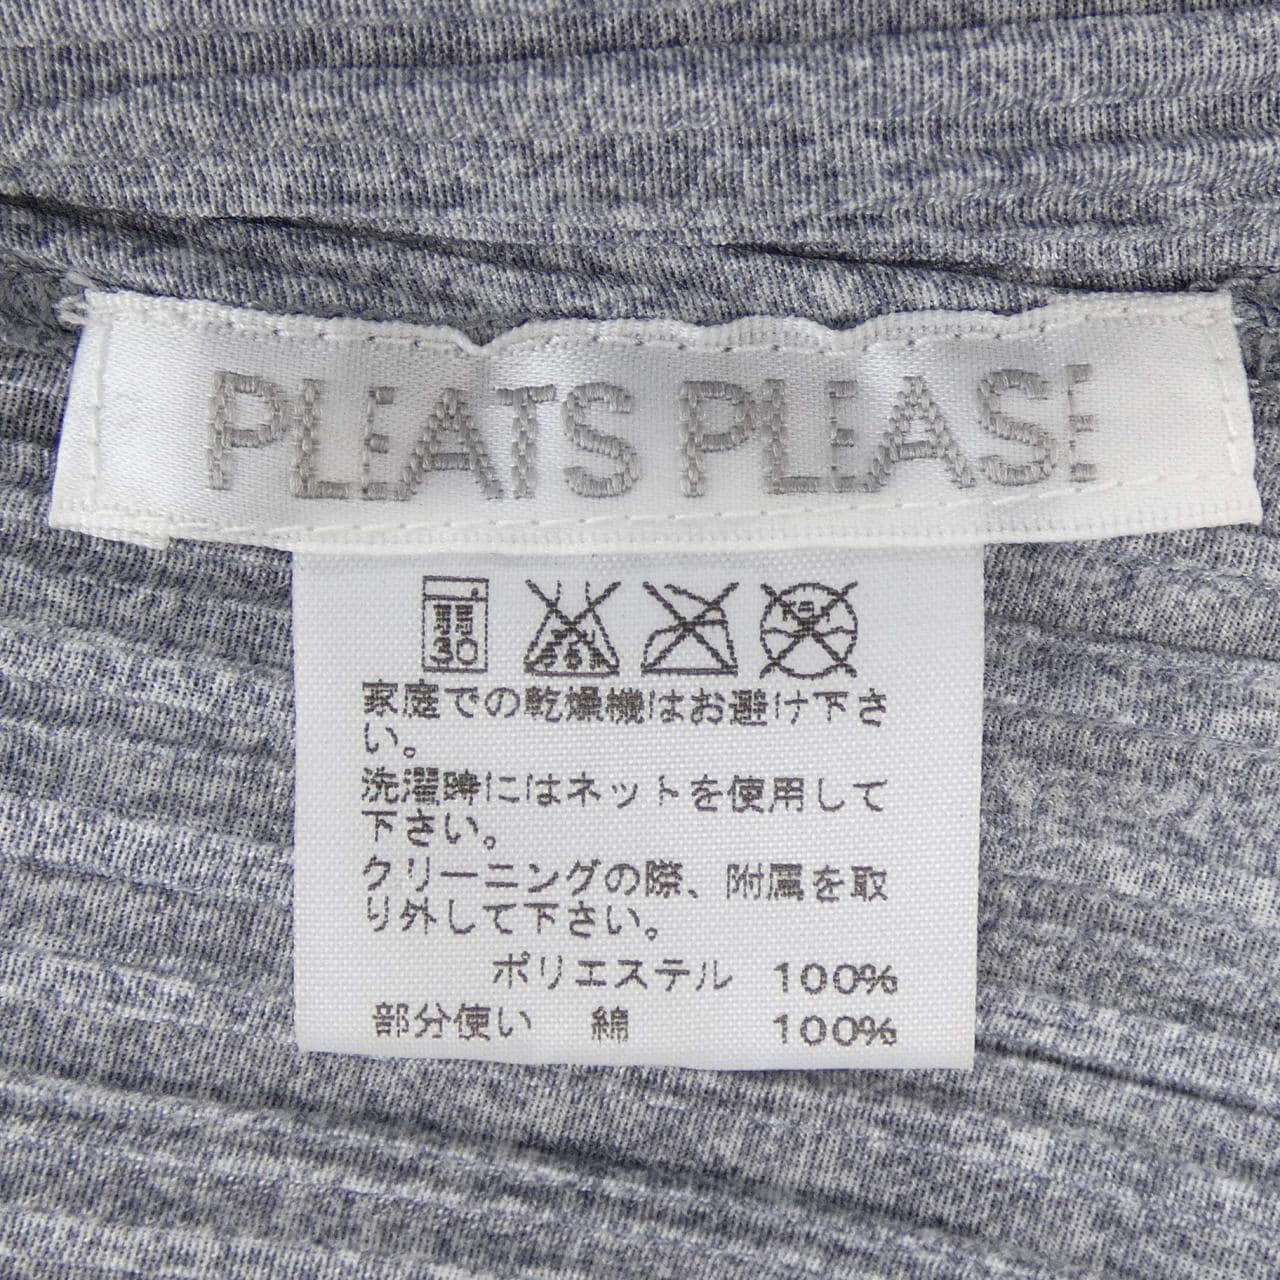 PLEATS PLEASE
30
家庭での乾燥機はお避け下さ
い。
洗濯時にはネットを使用して
下さい。
クリーニングの際、附属を取
り外して下さい。
ポリエステル 100%
部分使い 綿 100%